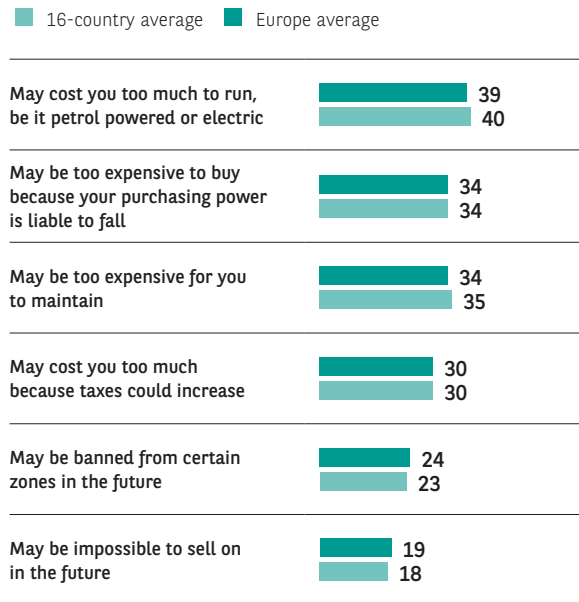 16-country average Europe average
May cost you too much to run,
be it petrol powered or electric
39
40
May be too expensive to buy
because your purchasing power
is liable to fall
34
34
May be too expensive for you
to maintain
34
35
May cost you too much
because taxes could increase
30
30
May be banned from certain
zones in the future
24
23
May be impossible to sell on
in the future
19
18